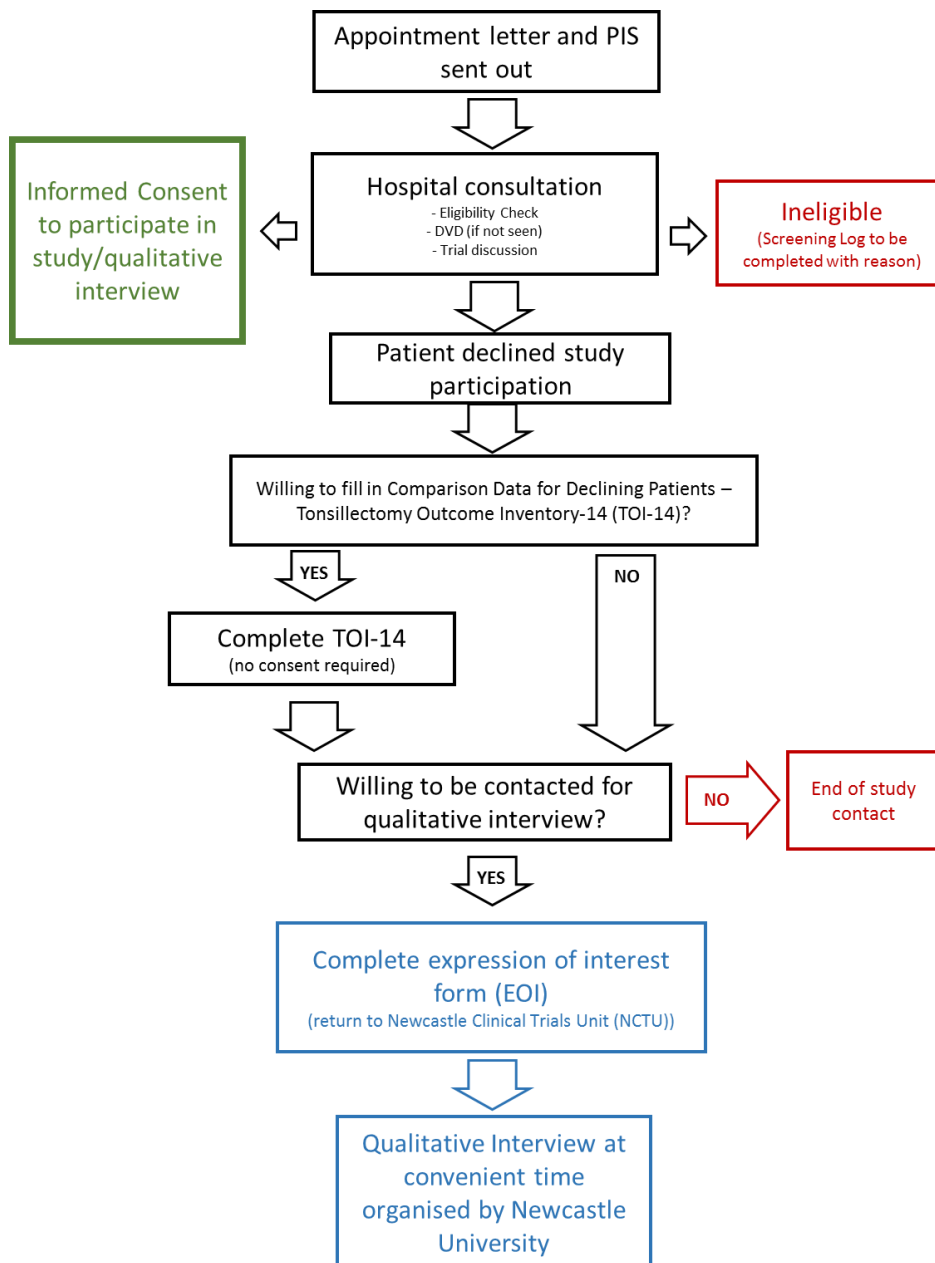 Appointment letter and PIS
sent out
Informed Consent
to participate in
study/qualitative
interview
Hospital consultation
- Eligibility Check
- DVD (if not seen)
- Trial discussion
Ineligible
(Screening Log to be
completed with reason)
Patient declined study
participation
Willing to fill in Comparison Data for Declining Patients –
Tonsillectomy Outcome Inventory-14 (TOI-14)?
YES
NO
Complete TOI-14
(no consent required)
Willing to be contacted for
qualitative interview?
NO
End of study
contact
YES
Complete expression of interest
form (EOI)
(return to Newcastle Clinical Trials Unit (NCTU))
Qualitative Interview at
convenient time
organised by Newcastle
University